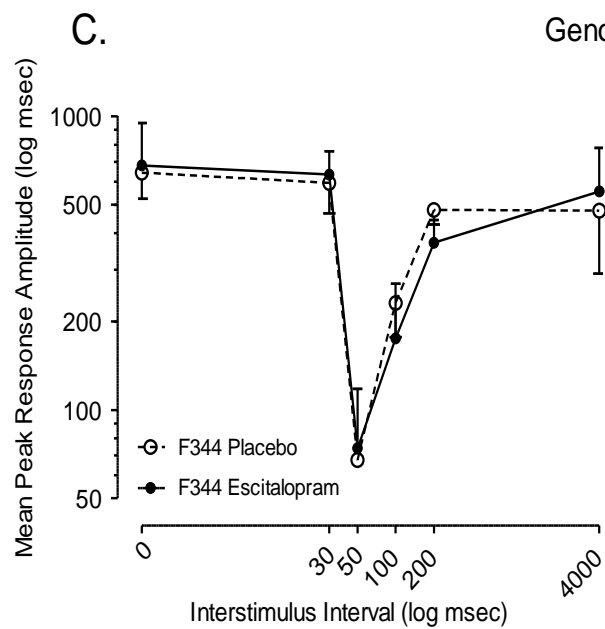 C.
Geno
Mean Peak Response Amplitude (log msec)
1000
500
200
100
50
F344 Placebo
F344 Escitalopram
0
30
50
100
200
4000
Interstimulus Interval (log msec)